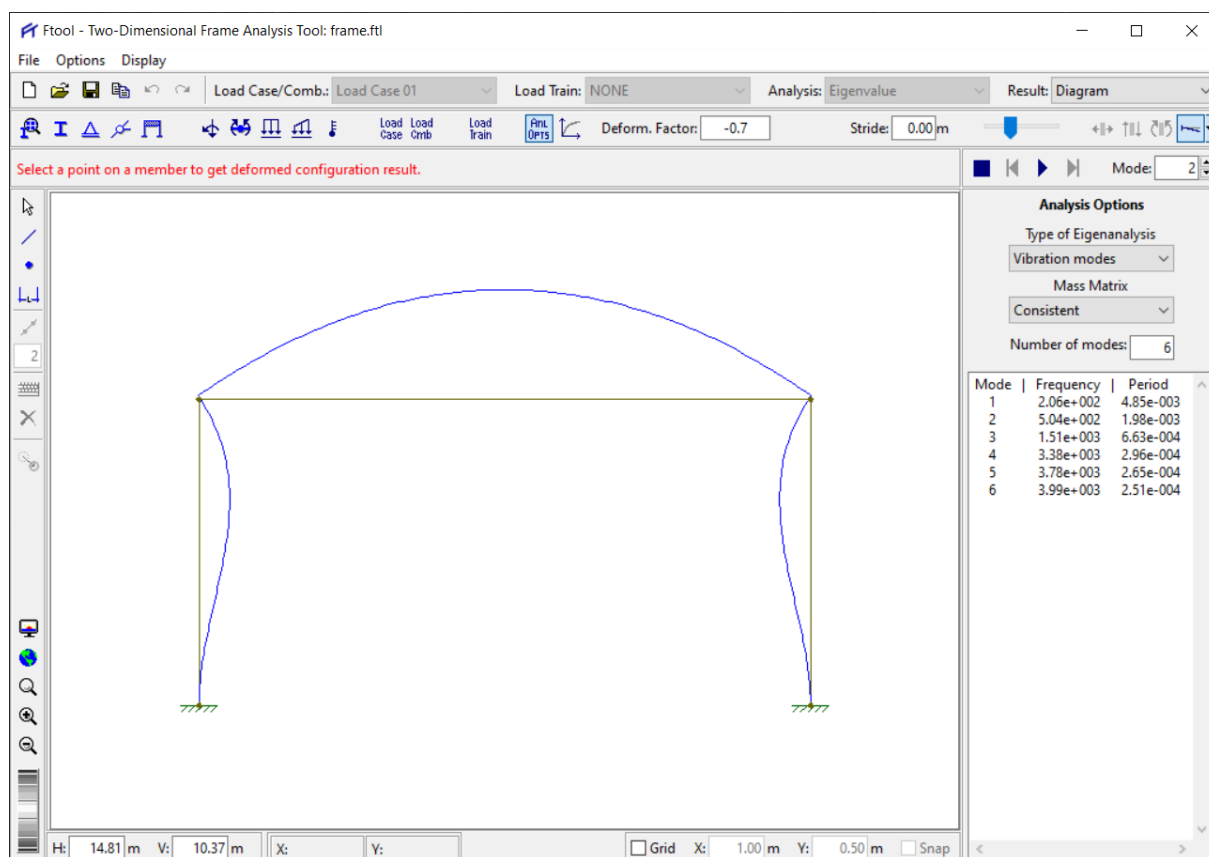 Ftool - Two-Dimensional Frame Analysis Tool: frame.ftl
File Options Display
Load Case/Comb.: Load Case 01 Load Train: NONE Analysis: Eigenvalue Result: Diagram
Load Case Load Cmb Load Train ANL OPTS Deform. Factor: -0.7 Stride: 0.00 m
Select a point on a member to get deformed configuration result. Mode: 2
Analysis Options
Type of Eigenanalysis
Vibration modes
Mass Matrix
Consistent
Number of modes: 6
2
Mode | Frequency | Period
1 2.06e+002 4.85e-003
2 5.04e+002 1.98e-003
3 1.51e+003 6.63e-004
4 3.38e+003 2.96e-004
5 3.78e+003 2.65e-004
6 3.99e+003 2.51e-004
H: 14.81 m V: 10.37 m X: Y: Grid X: 1.00 m Y: 0.50 m Snap